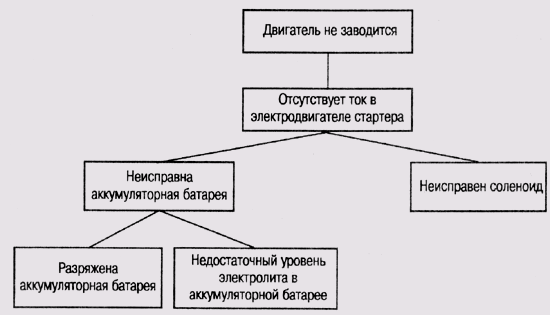 Двигатель не заводится
Отсутствует ток в
электродвигателе стартера
Неисправна
аккумуляторная батарея
Неисправен соленоид
Разряжена
аккумуляторная батарея
Недостаточный уровень
электролита в
аккумуляторной батарее